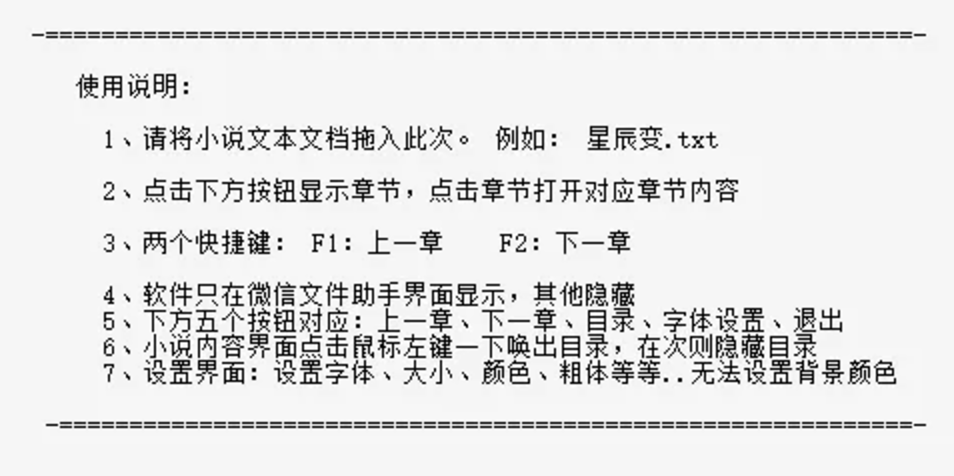 -==============================================================-
使用说明:
1、请将小说文本文档拖入此次。 例如: 星辰变.txt
2、点击下方按钮显示章节,点击章节打开对应章节内容
3、两个快捷键: F1:上一章 F2:下一章
4、软件只在微信文件助手界面显示,其他隐藏
5、下方五个按钮对应:上一章、下一章、目录、字体设置、退出
6、小说内容界面点击鼠标左键一下唤出目录,在次则隐藏目录
7、设置界面:设置字体、大小、颜色、粗体等等..无法设置背景颜色
-=============================================================-